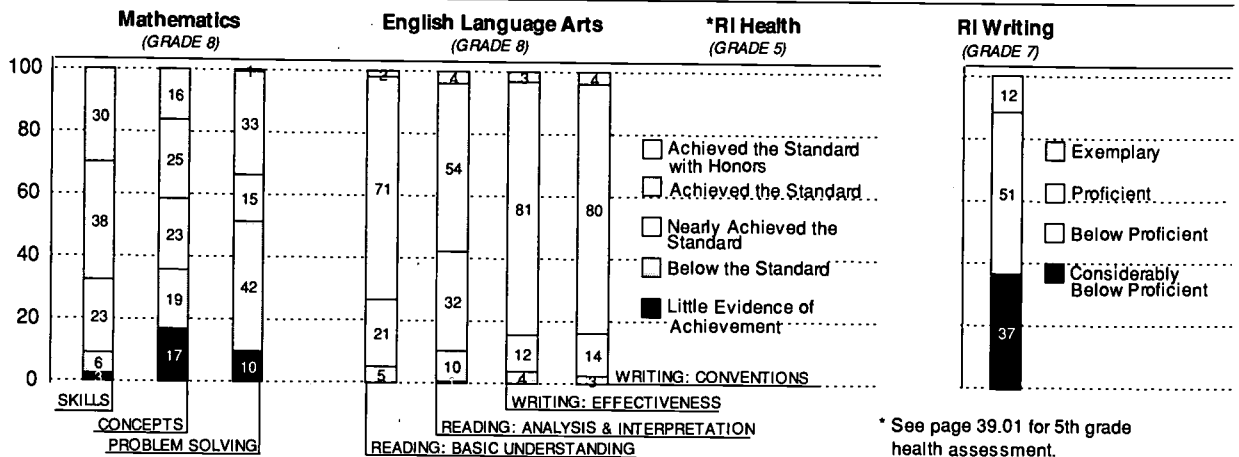 Mathematics
(GRADE 8)
English Language Arts
(GRADE 8)
*RI Health
(GRADE 5)
RI Writing
(GRADE 7)
100
80
60
40
20
0
30
38
23
6
3
16
25
23
19
17
1
33
15
42
10
2
71
21
5
4
54
32
10
3
81
12
4
4
80
14
3
Achieved the Standard
with Honors
Achieved the Standard
Nearly Achieved the
Standard
Below the Standard
Little Evidence of
Achievement
12
51
37
Exemplary
Proficient
Below Proficient
Considerably
Below Proficient
SKILLS
CONCEPTS
PROBLEM SOLVING
WRITING: CONVENTIONS
WRITING: EFFECTIVENESS
READING: ANALYSIS & INTERPRETATION
READING: BASIC UNDERSTANDING
* See page 39.01 for 5th grade
health assessment.